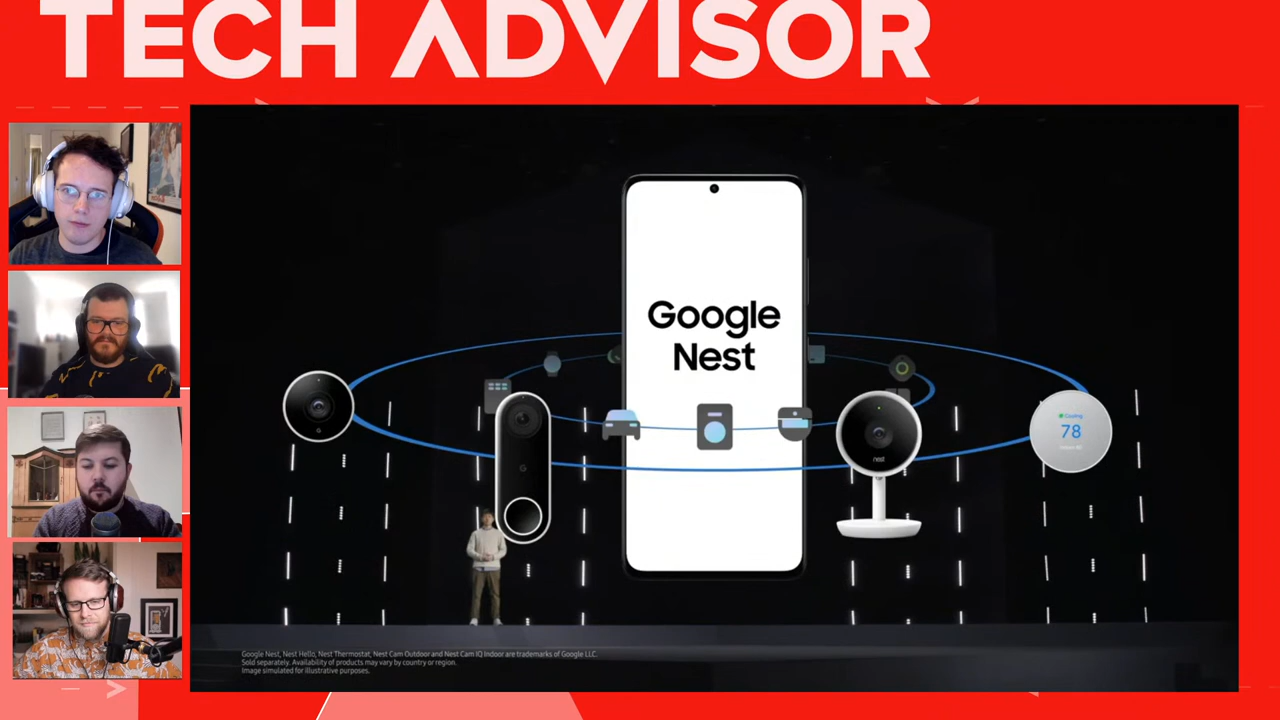 TECH ADVISOR
Google
Nest
nest
Cooling
78
Google Nest, Nest Hello, Nest Thermostat, Nest Cam Outdoor and Nest Cam IQ Indoor are trademarks of Google LLC.
Sold separately. Availability of products may vary by country or region.
Image simulated for illustrative purposes.